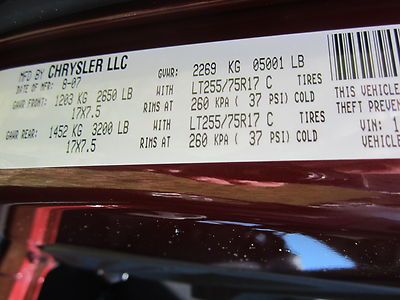 MFD BY CHRYSLER LLC
DATE OF MFR: 8-07 GVWR: 2269 KG 05001 LB
GAWR FRONT: 1203 KG 2650 LB WITH LT255/75R17 C TIRES
17X7.5 RIMS AT 260 KPA ( 37 PSI) COLD
GAWR REAR: 1452 KG 3200 LB WITH LT255/75R17 C TIRES
17X7.5 RIMS AT 260 KPA ( 37 PSI) COLD
THIS VEHICLE
THEFT PREVEN
VIN: 1
VEHICLE